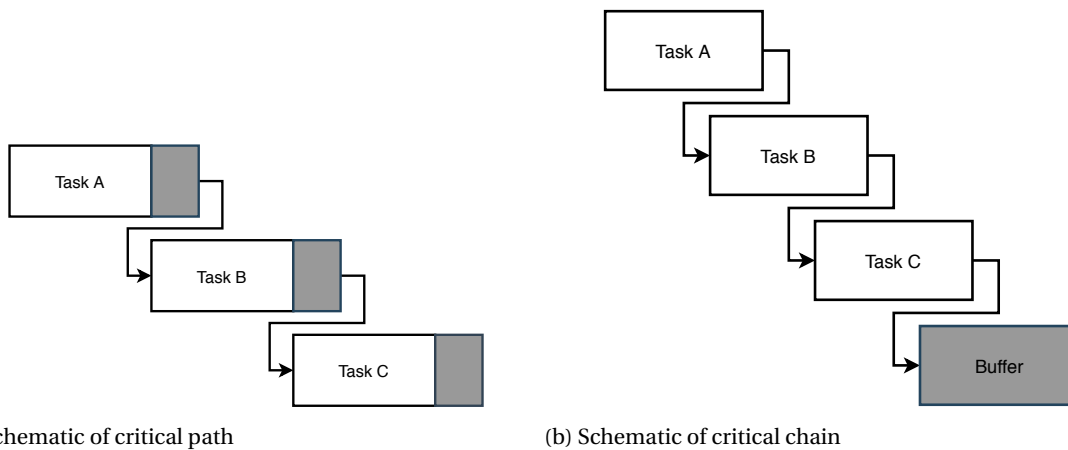 Task A
Task B
Task C
chematic of critical path
Task A
Task B
Task C
Buffer
(b) Schematic of critical chain